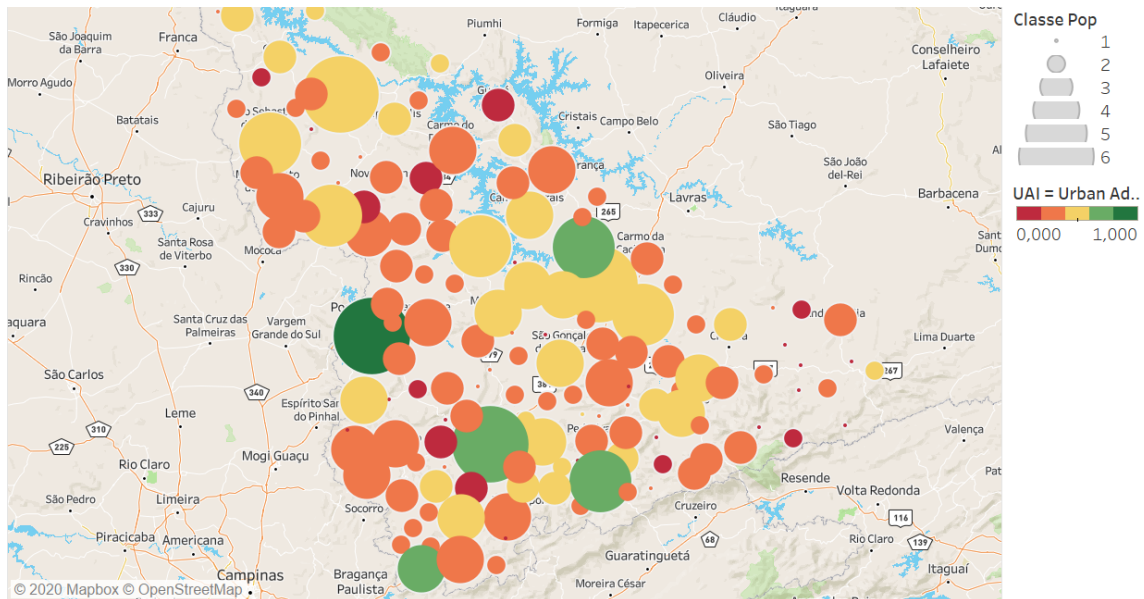 Piumhi
Formiga
Itapecerica
Cláudio
São Joaquim
da Barra
Franca
Conselheiro
Lafaiete
Morro Agudo
Oliveira
Batatais
Cristais
Campo Belo
São Tiago
Carmo do
São João
del-Rei
Ribeirão Preto
Lavras
Barbacena
333
Cajuru
265
Cravinhos
Santa Rosa
de Viterbo
Mococa
Carmo da
330
Rincão
Santa Cruz das
Palmeiras
Vargem
Grande do Sul
São Gonçal
Lima Duarte
São Carlos
267
340
Espírito San
do Pinhal
Leme
310
225
Mogi Guaçu
Valença
Rio Claro
Resende
São Pedro
Limeira
Volta Redonda
Socorro
Cruzeiro
116
Piracicaba
Americana
68
Rio Claro
139
Guaratinguetá
Itaguaí
Campinas
Bragança
Paulista
Moreira César
© 2020 Mapbox © OpenStreetMap
Classe Pop
1
2
3
4
5
6
UAI = Urban Ad..
0,000
1,000